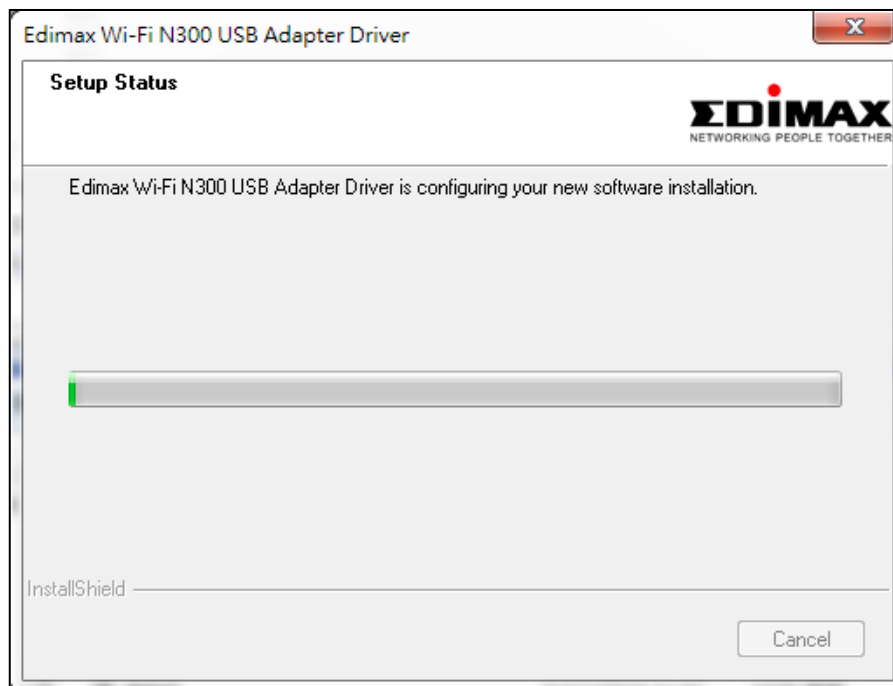 Edimax Wi-Fi N300 USB Adapter Driver
X
Setup Status
EDIMAX
NETWORKING PEOPLE TOGETHER
Edimax Wi-Fi N300 USB Adapter Driver is configuring your new software installation.
InstallShield
Cancel